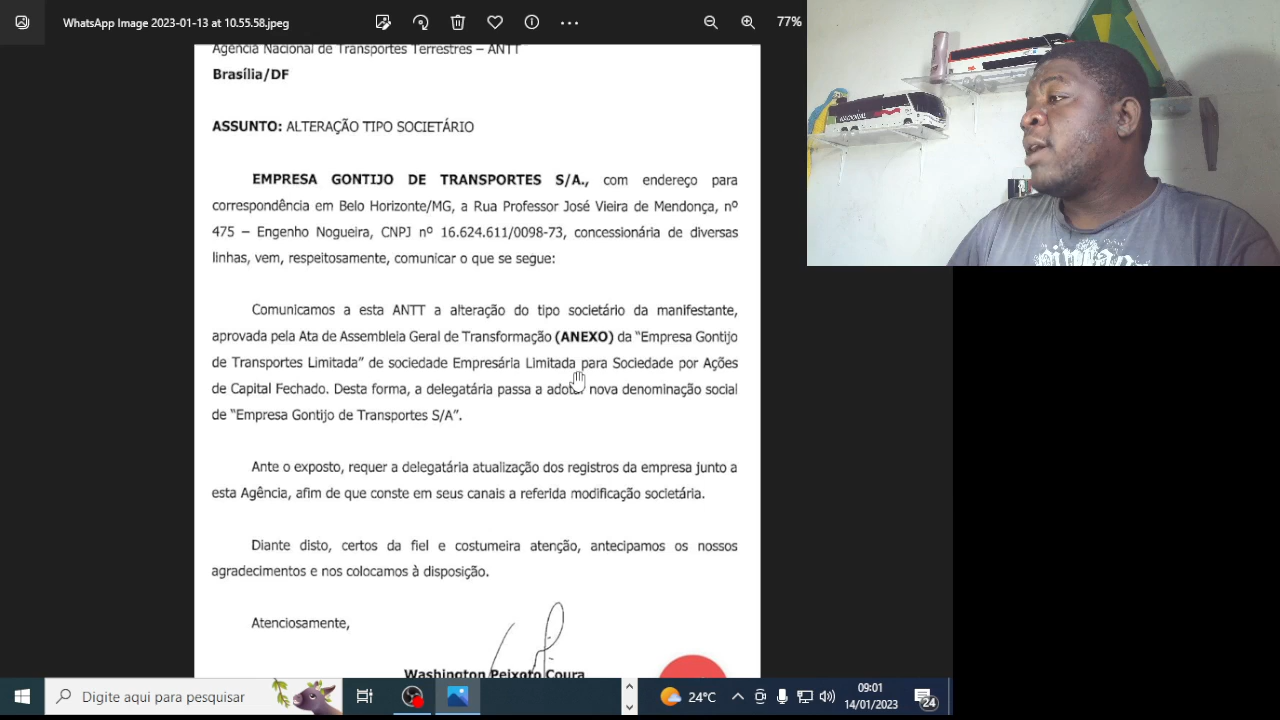 WhatsApp Image 2023-01-13 at 10.55.58.jpeg
77%
Agência Nacional de Transportes Terrestres – ANTT
Brasília/DF
ASSUNTO: ALTERAÇÃO TIPO SOCIETÁRIO
EMPRESA GONTIJO DE TRANSPORTES S/A., com endereço para
correspondência em Belo Horizonte/MG, a Rua Professor José Vieira de Mendonça, nº
475 – Engenho Nogueira, CNPJ nº 16.624.611/0098-73, concessionária de diversas
linhas, vem, respeitosamente, comunicar o que se segue:
Comunicamos a esta ANTT a alteração do tipo societário da manifestante,
aprovada pela Ata de Assembleia Geral de Transformação (ANEXO) da "Empresa Gontijo
de Transportes Limitada" de sociedade Empresária Limitada para Sociedade por Ações
de Capital Fechado. Desta forma, a delegatária passa a adotar nova denominação social
de "Empresa Gontijo de Transportes S/A".
Ante o exposto, requer a delegatária atualização dos registros da empresa junto a
esta Agência, afim de que conste em seus canais a referida modificação societária.
Diante disto, certos da fiel e costumeira atenção, antecipamos os nossos
agradecimentos e nos colocamos à disposição.
Atenciosamente,
Washington Peixoto Coura
NACIONAL
Digite aqui para pesquisar
24°C
09:01
14/01/2023
24